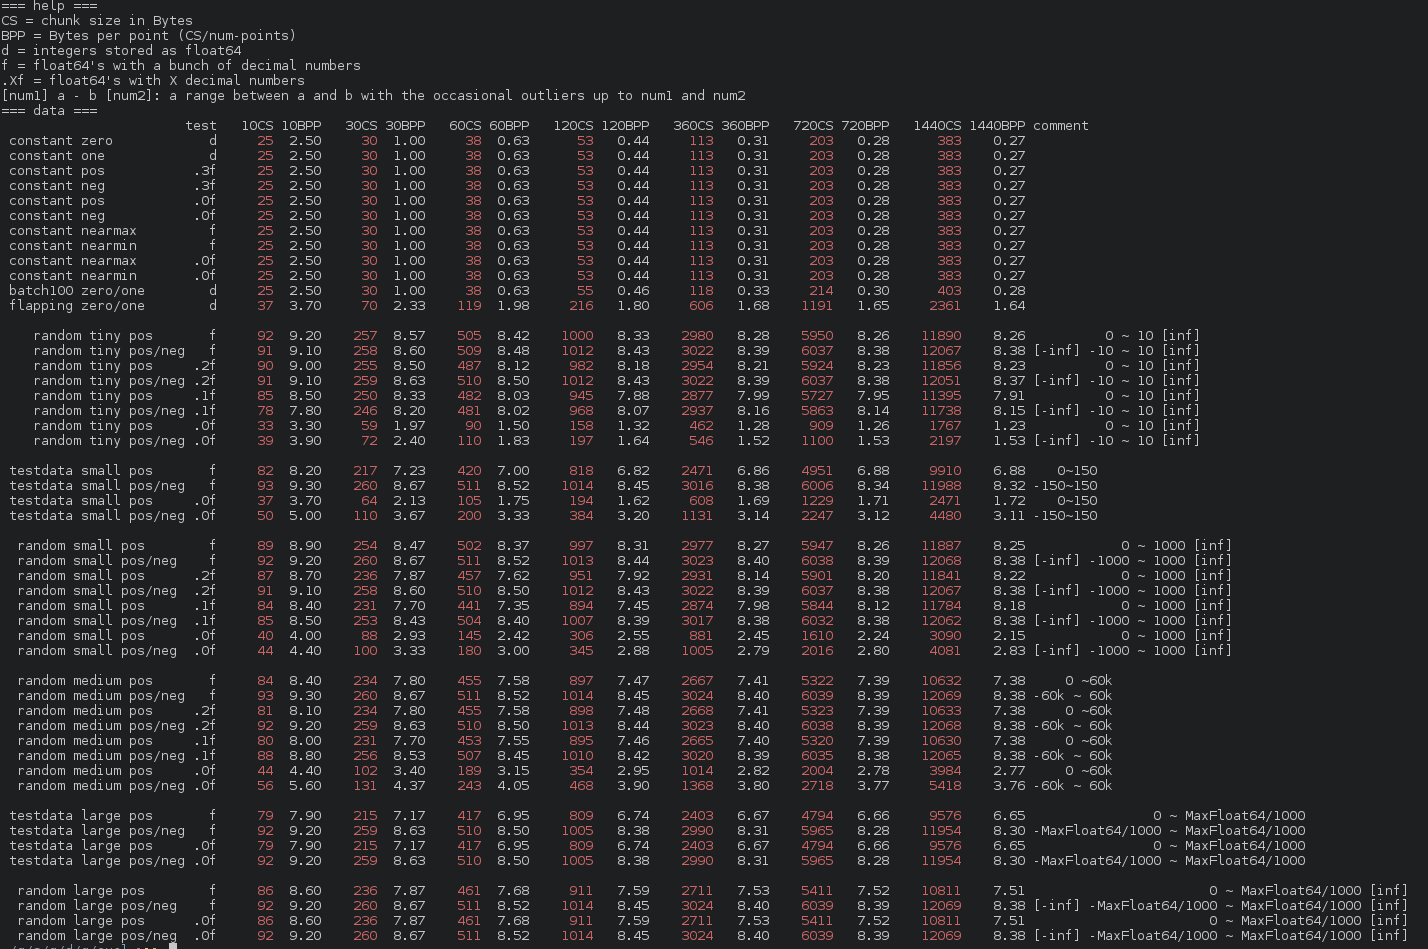 === help ===
CS = chunk size in Bytes
BPP = Bytes per point (CS/num-points)
d = integers stored as float64
f = float64's with a bunch of decimal numbers
.Xf = float64's with X decimal numbers
[num1] a - b [num2]: a range between a and b with the occasional outliers up to num1 and num2
=== data ===
test 10CS 10BPP 30CS 30BPP 60CS 60BPP 120CS 120BPP 360CS 360BPP 720CS 720BPP 1440CS 1440BPP comment
constant zero d 25 2.50 30 1.00 38 0.63 53 0.44 113 0.31 203 0.28 383 0.27
constant one d 25 2.50 30 1.00 38 0.63 53 0.44 113 0.31 203 0.28 383 0.27
constant pos .3f 25 2.50 30 1.00 38 0.63 53 0.44 113 0.31 203 0.28 383 0.27
constant neg .3f 25 2.50 30 1.00 38 0.63 53 0.44 113 0.31 203 0.28 383 0.27
constant pos .0f 25 2.50 30 1.00 38 0.63 53 0.44 113 0.31 203 0.28 383 0.27
constant neg .0f 25 2.50 30 1.00 38 0.63 53 0.44 113 0.31 203 0.28 383 0.27
constant nearmax f 25 2.50 30 1.00 38 0.63 53 0.44 113 0.31 203 0.28 383 0.27
constant nearmin f 25 2.50 30 1.00 38 0.63 53 0.44 113 0.31 203 0.28 383 0.27
constant nearmax .0f 25 2.50 30 1.00 38 0.63 53 0.44 113 0.31 203 0.28 383 0.27
constant nearmin .0f 25 2.50 30 1.00 38 0.63 53 0.44 113 0.31 203 0.28 383 0.27
batch100 zero/one d 25 2.50 30 1.00 38 0.63 55 0.46 118 0.33 214 0.30 403 0.28
flapping zero/one d 37 3.70 70 2.33 119 1.98 216 1.80 606 1.68 1191 1.65 2361 1.64
random tiny pos f 92 9.20 257 8.57 505 8.42 1000 8.33 2980 8.28 5950 8.26 11890 8.26 0 ~ 10 [inf]
random tiny pos/neg f 91 9.10 258 8.60 509 8.48 1012 8.43 3022 8.39 6037 8.38 12067 8.38 [-inf] -10 ~ 10 [inf]
random tiny pos .2f 90 9.00 255 8.50 487 8.12 982 8.18 2954 8.21 5924 8.23 11856 8.23 0 ~ 10 [inf]
random tiny pos/neg .2f 91 9.10 259 8.63 510 8.50 1012 8.43 3022 8.39 6037 8.38 12051 8.37 [-inf] -10 ~ 10 [inf]
random tiny pos .1f 85 8.50 250 8.33 482 8.03 945 7.88 2877 7.99 5727 7.95 11395 7.91 0 ~ 10 [inf]
random tiny pos/neg .1f 78 7.80 246 8.20 481 8.02 968 8.07 2937 8.16 5863 8.14 11738 8.15 [-inf] -10 ~ 10 [inf]
random tiny pos .0f 33 3.30 59 1.97 90 1.50 158 1.32 462 1.28 909 1.26 1767 1.23 0 ~ 10 [inf]
random tiny pos/neg .0f 39 3.90 72 2.40 110 1.83 197 1.64 546 1.52 1100 1.53 2197 1.53 [-inf] -10 ~ 10 [inf]
testdata small pos f 82 8.20 217 7.23 420 7.00 818 6.82 2471 6.86 4951 6.88 9910 6.88 0~150
testdata small pos/neg f 93 9.30 260 8.67 511 8.52 1014 8.45 3016 8.38 6006 8.34 11988 8.32 -150~150
testdata small pos .0f 37 3.70 64 2.13 105 1.75 194 1.62 608 1.69 1229 1.71 2471 1.72 0~150
testdata small pos/neg .0f 50 5.00 110 3.67 200 3.33 384 3.20 1131 3.14 2247 3.12 4480 3.11 -150~150
random small pos f 89 8.90 254 8.47 502 8.37 997 8.31 2977 8.27 5947 8.26 11887 8.25 0 ~ 1000 [inf]
random small pos/neg f 92 9.20 260 8.67 511 8.52 1013 8.44 3023 8.40 6038 8.39 12068 8.38 [-inf] -1000 ~ 1000 [inf]
random small pos .2f 87 8.70 236 7.87 457 7.62 951 7.92 2931 8.14 5901 8.20 11841 8.22 0 ~ 1000 [inf]
random small pos/neg .2f 91 9.10 258 8.60 510 8.50 1012 8.43 3022 8.39 6037 8.38 12067 8.38 [-inf] -1000 ~ 1000 [inf]
random small pos .1f 84 8.40 231 7.70 441 7.35 894 7.45 2874 7.98 5844 8.12 11784 8.18 0 ~ 1000 [inf]
random small pos/neg .1f 85 8.50 253 8.43 504 8.40 1007 8.39 3017 8.38 6032 8.38 12062 8.38 [-inf] -1000 ~ 1000 [inf]
random small pos .0f 40 4.00 88 2.93 145 2.42 306 2.55 881 2.45 1610 2.24 3090 2.15 0 ~ 1000 [inf]
random small pos/neg .0f 44 4.40 100 3.33 180 3.00 345 2.88 1005 2.79 2016 2.80 4081 2.83 [-inf] -1000 ~ 1000 [inf]
random medium pos f 84 8.40 234 7.80 455 7.58 897 7.47 2667 7.41 5322 7.39 10632 7.38 0 ~60k
random medium pos/neg f 93 9.30 260 8.67 511 8.52 1014 8.45 3024 8.40 6039 8.39 12069 8.38 -60k ~ 60k
random medium pos .2f 81 8.10 234 7.80 455 7.58 898 7.48 2668 7.41 5323 7.39 10633 7.38 0 ~60k
random medium pos/neg .2f 92 9.20 259 8.63 510 8.50 1013 8.44 3023 8.40 6038 8.39 12068 8.38 -60k ~ 60k
random medium pos .1f 80 8.00 231 7.70 453 7.55 895 7.46 2665 7.40 5320 7.39 10630 7.38 0 ~60k
random medium pos/neg .1f 88 8.80 256 8.53 507 8.45 1010 8.42 3020 8.39 6035 8.38 12065 8.38 -60k ~ 60k
random medium pos .0f 44 4.40 102 3.40 189 3.15 354 2.95 1014 2.82 2004 2.78 3984 2.77 0 ~60k
random medium pos/neg .0f 56 5.60 131 4.37 243 4.05 468 3.90 1368 3.80 2718 3.77 5418 3.76 -60k ~ 60k
testdata large pos f 79 7.90 215 7.17 417 6.95 809 6.74 2403 6.67 4794 6.66 9576 6.65 0 ~ MaxFloat64/1000
testdata large pos/neg f 92 9.20 259 8.63 510 8.50 1005 8.38 2990 8.31 5965 8.28 11954 8.30 -MaxFloat64/1000 ~ MaxFloat64/1000
testdata large pos .0f 79 7.90 215 7.17 417 6.95 809 6.74 2403 6.67 4794 6.66 9576 6.65 0 ~ MaxFloat64/1000
testdata large pos/neg .0f 92 9.20 259 8.63 510 8.50 1005 8.38 2990 8.31 5965 8.28 11954 8.30 -MaxFloat64/1000 ~ MaxFloat64/1000
random large pos f 86 8.60 236 7.87 461 7.68 911 7.59 2711 7.53 5411 7.52 10811 7.51 0 ~ MaxFloat64/1000 [inf]
random large pos/neg f 92 9.20 260 8.67 511 8.52 1014 8.45 3024 8.40 6039 8.39 12069 8.38 [-inf] -MaxFloat64/1000 ~ MaxFloat64/1000 [inf]
random large pos .0f 86 8.60 236 7.87 461 7.68 911 7.59 2711 7.53 5411 7.52 10811 7.51 0 ~ MaxFloat64/1000 [inf]
random large pos/neg .0f 92 9.20 260 8.67 511 8.52 1014 8.45 3024 8.40 6039 8.39 12069 8.38 [-inf] -MaxFloat64/1000 ~ MaxFloat64/1000 [inf]